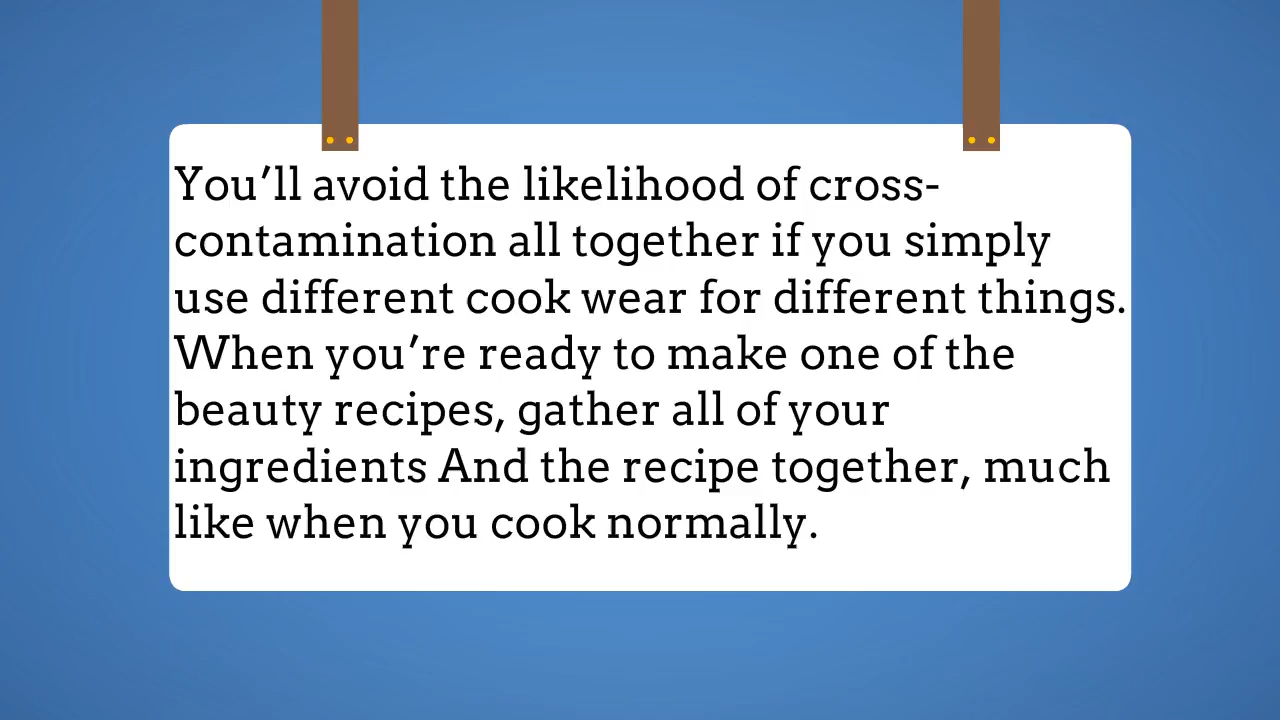 You’ll avoid the likelihood of cross-
contamination all together if you simply
use different cook wear for different things.
When you’re ready to make one of the
beauty recipes, gather all of your
ingredients And the recipe together, much
like when you cook normally.